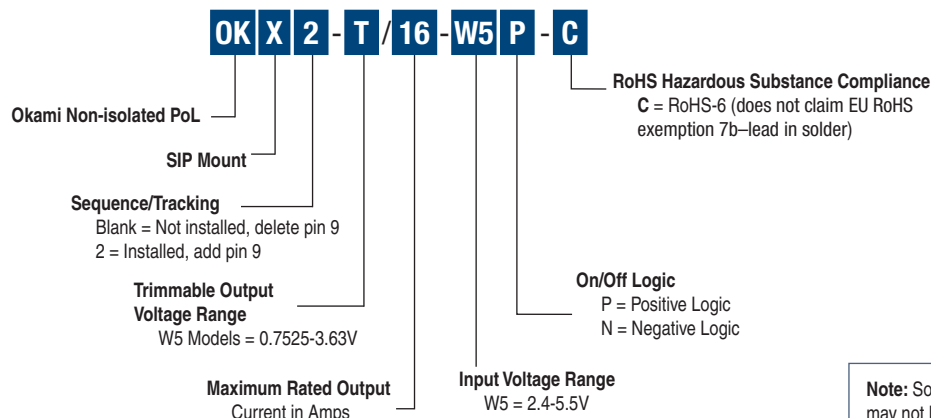 OK X 2 - T / 16 - W5 P - C
RoHS Hazardous Substance Compliance
C = RoHS-6 (does not claim EU RoHS
exemption 7b–lead in solder)
Okami Non-isolated PoL
SIP Mount
Sequence/Tracking
Blank = Not installed, delete pin 9
2 = Installed, add pin 9
On/Off Logic
P = Positive Logic
N = Negative Logic
Trimmable Output
Voltage Range
W5 Models = 0.7525-3.63V
Input Voltage Range
W5 = 2.4-5.5V
Maximum Rated Output
Current in Amps
Note:
may not